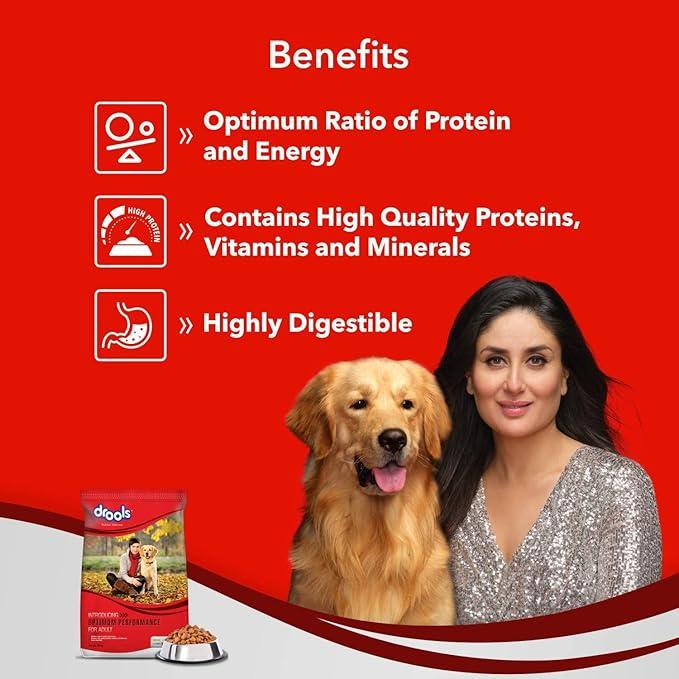 Benefits
Optimum Ratio of Protein
and Energy
HIGH PROTEIN
Contains High Quality Proteins,
Vitamins and Minerals
Highly Digestible
drools
INTRODUCING
OPTIMUM PERFORMANCE
FOR ADULT